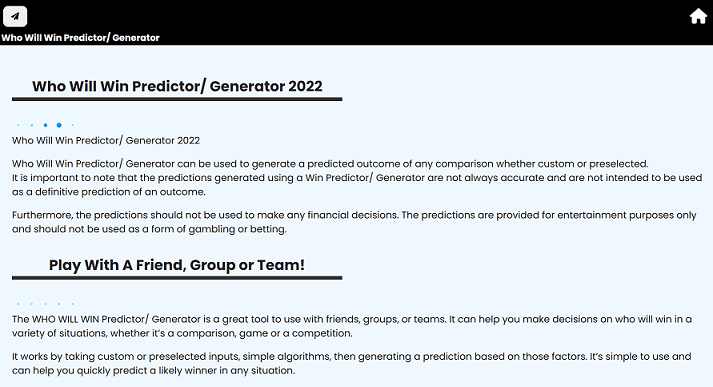 Who Will Win Predictor/ Generator
Who Will Win Predictor/ Generator 2022
Who Will Win Predictor/ Generator 2022
Who Will Win Predictor/ Generator can be used to generate a predicted outcome of any comparison whether custom or preselected.
It is important to note that the predictions generated using a Win Predictor/ Generator are not always accurate and are not intended to be used
as a definitive prediction of an outcome.
Furthermore, the predictions should not be used to make any financial decisions. The predictions are provided for entertainment purposes only
and should not be used as a form of gambling or betting.
Play With A Friend, Group or Team!
The WHO WILL WIN Predictor/ Generator is a great tool to use with friends, groups, or teams. It can help you make decisions on who will win in a
variety of situations, whether it's a comparison, game or a competition.
It works by taking custom or preselected inputs, simple algorithms, then generating a prediction based on those factors. It's simple to use and
can help you quickly predict a likely winner in any situation.